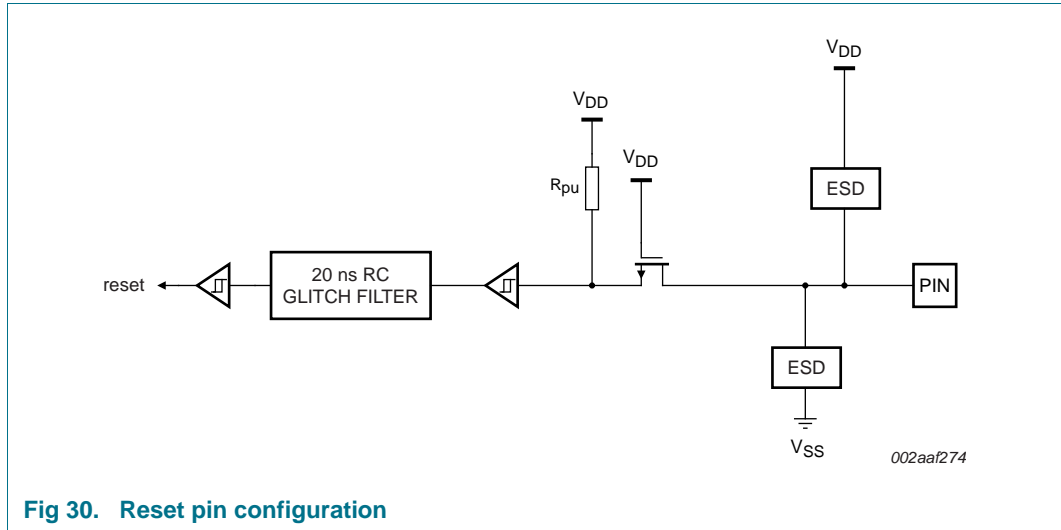 VDD
VDD
VDD
Rpu
ESD
reset
20 ns RC
GLITCH FILTER
PIN
ESD
VSS
002aaf274
Fig 30. Reset pin configuration